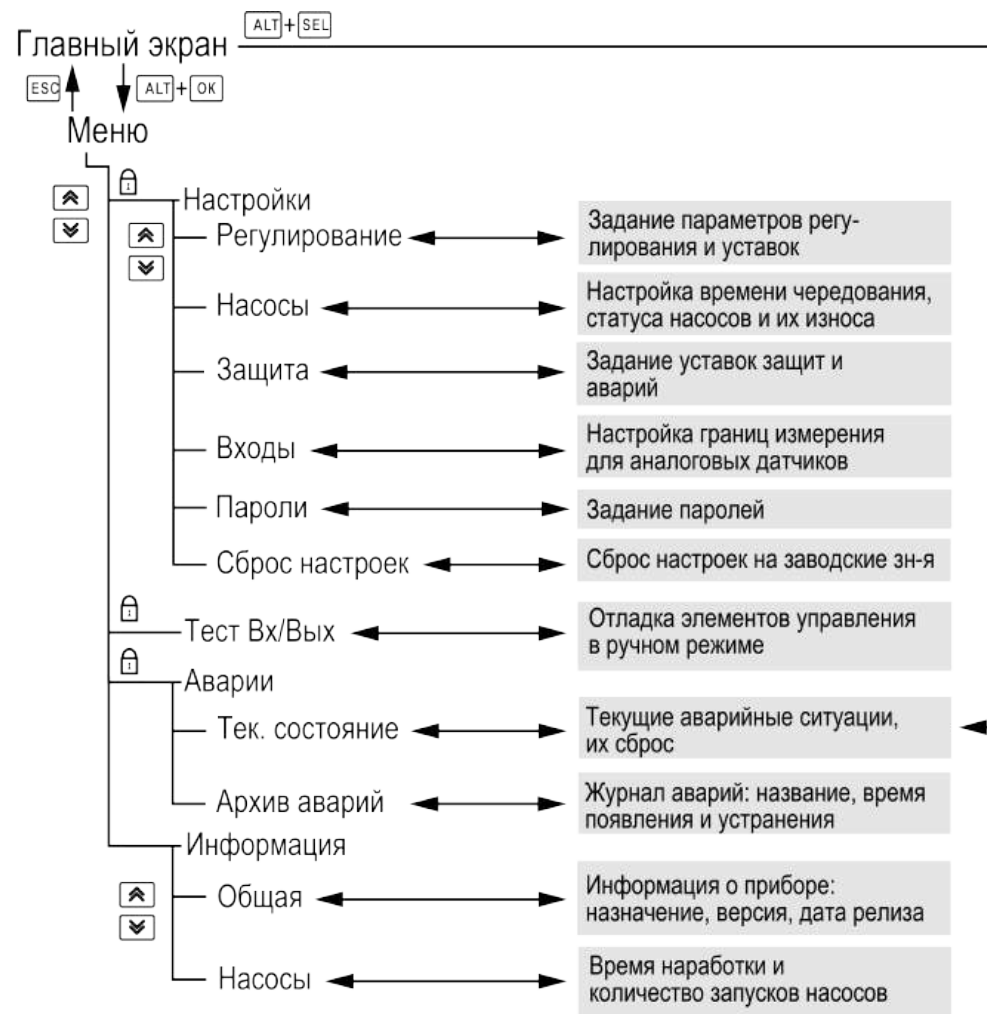 ALT+SEL
Главный экран
ESC ALT+OK
Меню
Настройки
Регулирование
Задание параметров регу-
лирования и уставок
Насосы
Настройка времени чередования,
статуса насосов и их износа
Защита
Задание уставок защит и
аварий
Входы
Настройка границ измерения
для аналоговых датчиков
Пароли
Задание паролей
Сброс настроек
Сброс настроек на заводские зн-я
Тест Вх/Вых
Отладка элементов управления
в ручном режиме
Аварии
Тек. состояние
Текущие аварийные ситуации,
их сброс
Архив аварий
Журнал аварий: название, время
появления и устранения
Информация
Общая
Информация о приборе:
назначение, версия, дата релиза
Насосы
Время наработки и
количество запусков насосов